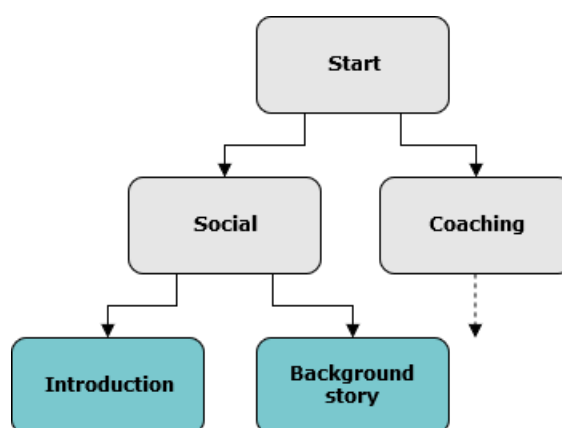 Start
Social
Coaching
Introduction
Background
story